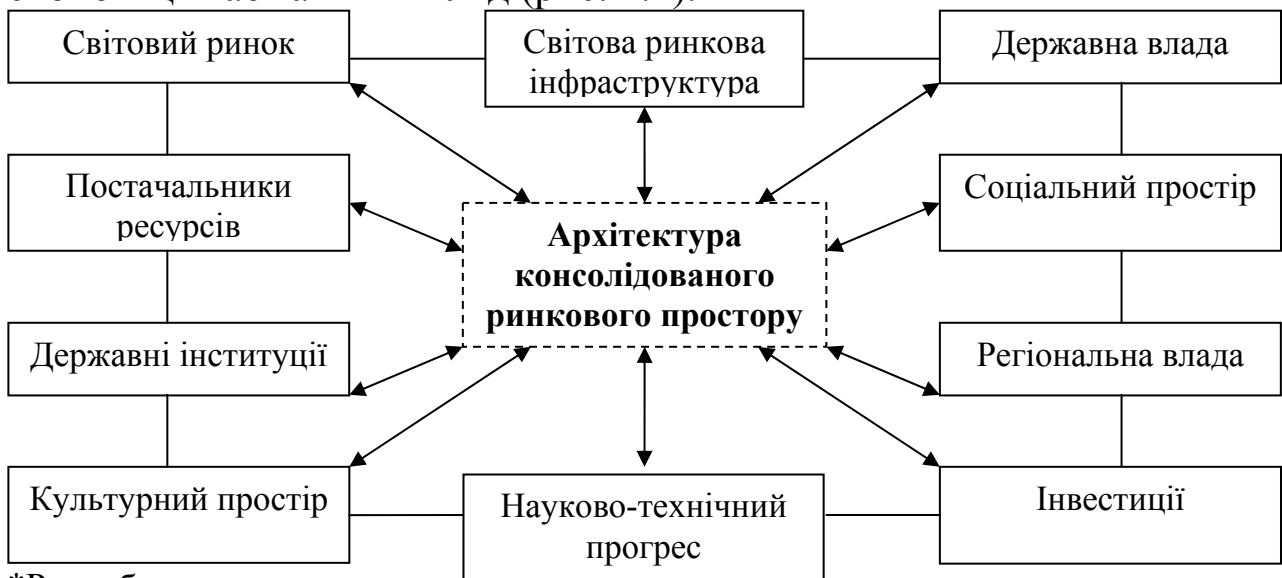 Світовий ринок
Світова ринкова
інфраструктура
Державна влада
Постачальники
ресурсів
Соціальний простір
Архітектура
консолідованого
ринкового простору
Державні інституції
Регіональна влада
Культурний простір
Науково-технічний
прогрес
Інвестиції